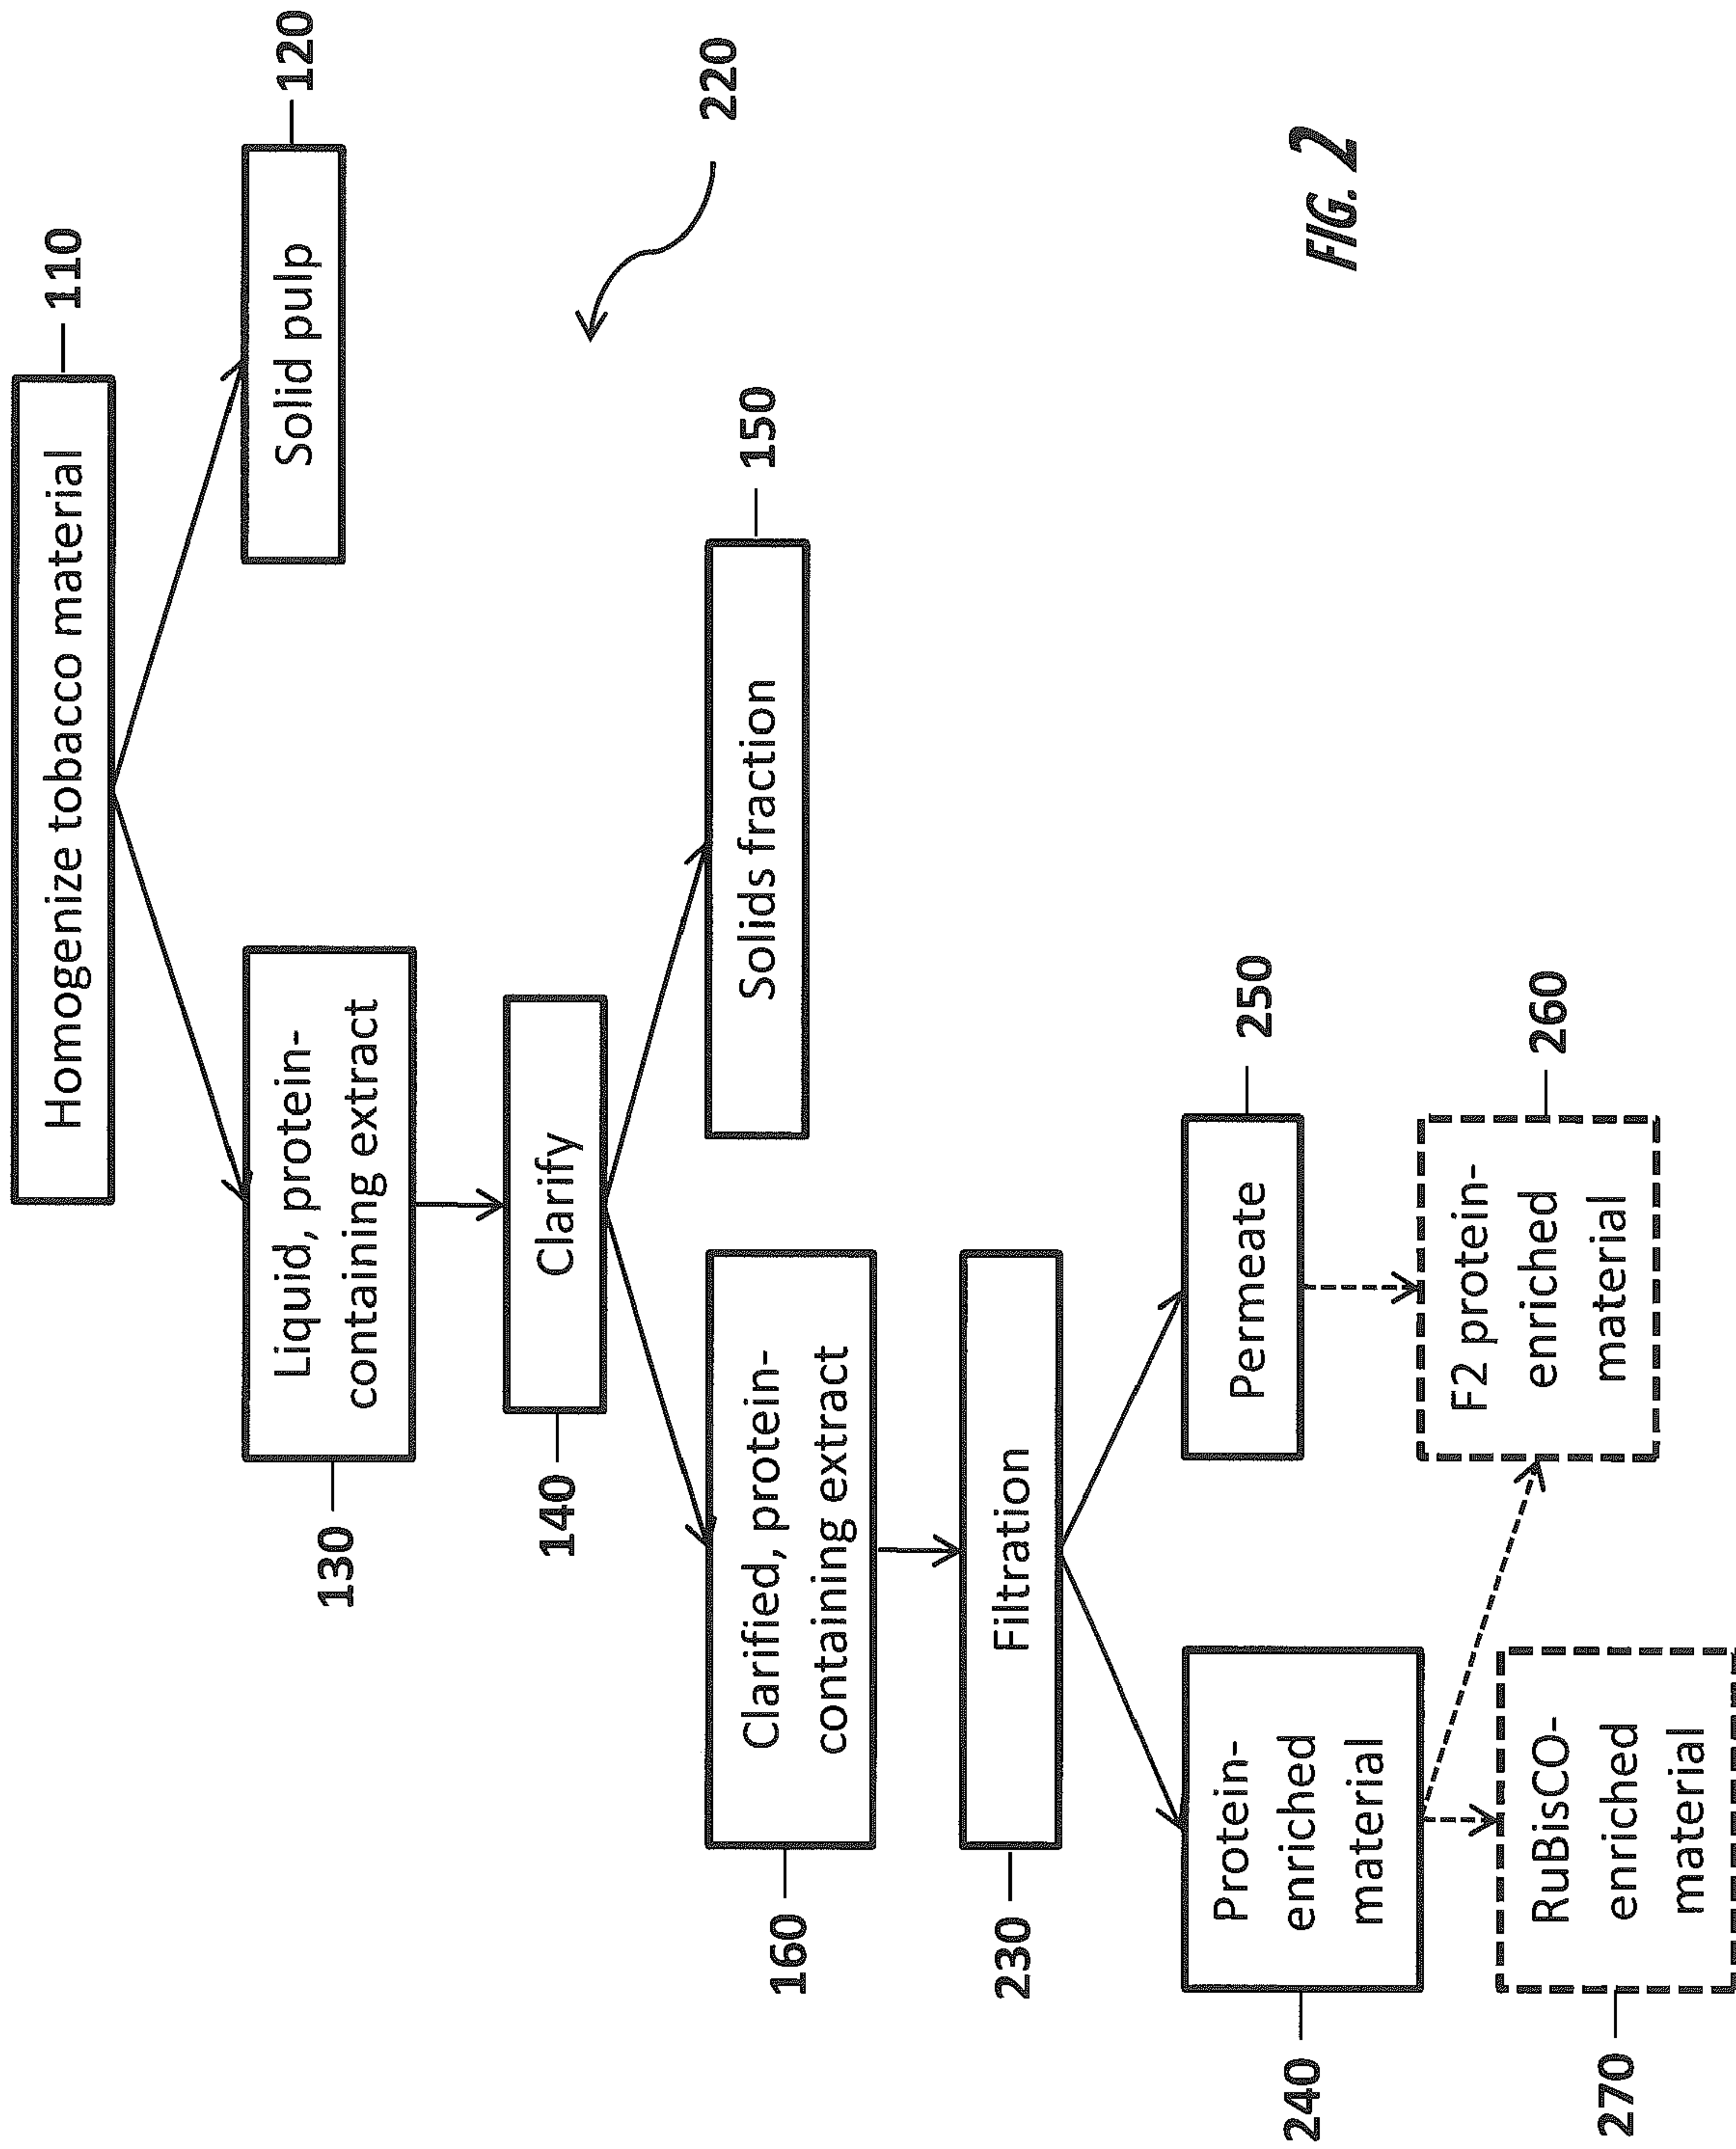 Homogenize tobacco material
110
Solid pulp
120
Liquid, protein-
containing extract
130
Clarify
140
220
Solids fraction
150
Clarified, protein-
containing extract
160
Filtration
230
Protein-
enriched
material
240
Permeate
250
F2 protein-
enriched
material
260
RuBisCO-
enriched
material
270
FIG. 2